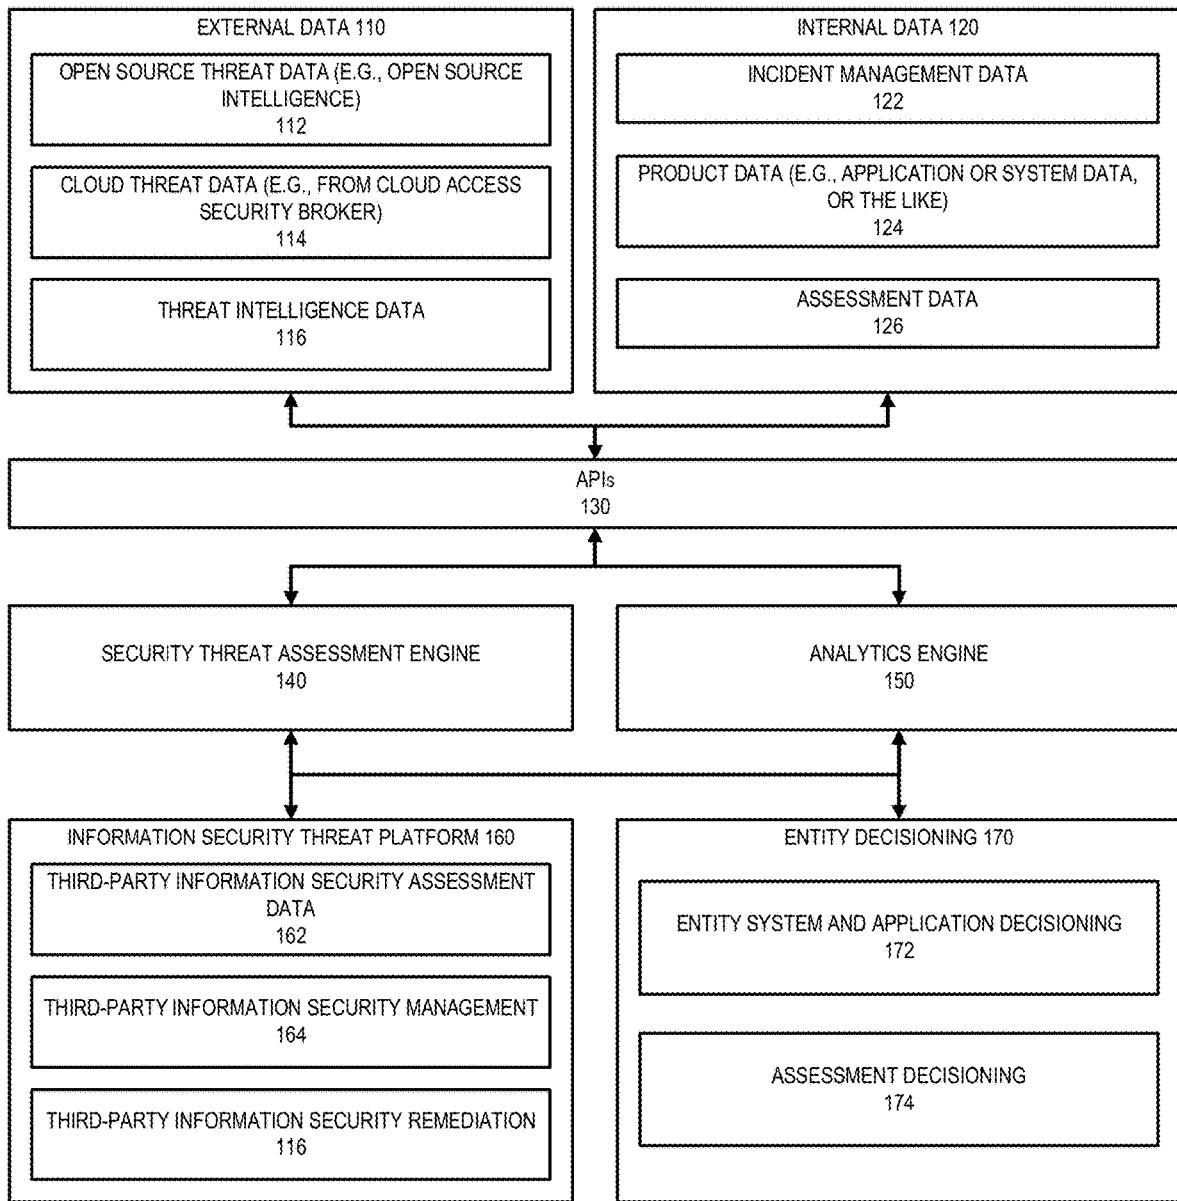 EXTERNAL DATA 110
OPEN SOURCE THREAT DATA (E.G., OPEN SOURCE
INTELLIGENCE)
112
CLOUD THREAT DATA (E.G., FROM CLOUD ACCESS
SECURITY BROKER)
114
THREAT INTELLIGENCE DATA
116
INTERNAL DATA 120
INCIDENT MANAGEMENT DATA
122
PRODUCT DATA (E.G., APPLICATION OR SYSTEM DATA,
OR THE LIKE)
124
ASSESSMENT DATA
126
APIs
130
SECURITY THREAT ASSESSMENT ENGINE
140
ANALYTICS ENGINE
150
INFORMATION SECURITY THREAT PLATFORM 160
THIRD-PARTY INFORMATION SECURITY ASSESSMENT
DATA
162
THIRD-PARTY INFORMATION SECURITY MANAGEMENT
164
THIRD-PARTY INFORMATION SECURITY REMEDIATION
116
ENTITY DECISIONING 170
ENTITY SYSTEM AND APPLICATION DECISIONING
172
ASSESSMENT DECISIONING
174